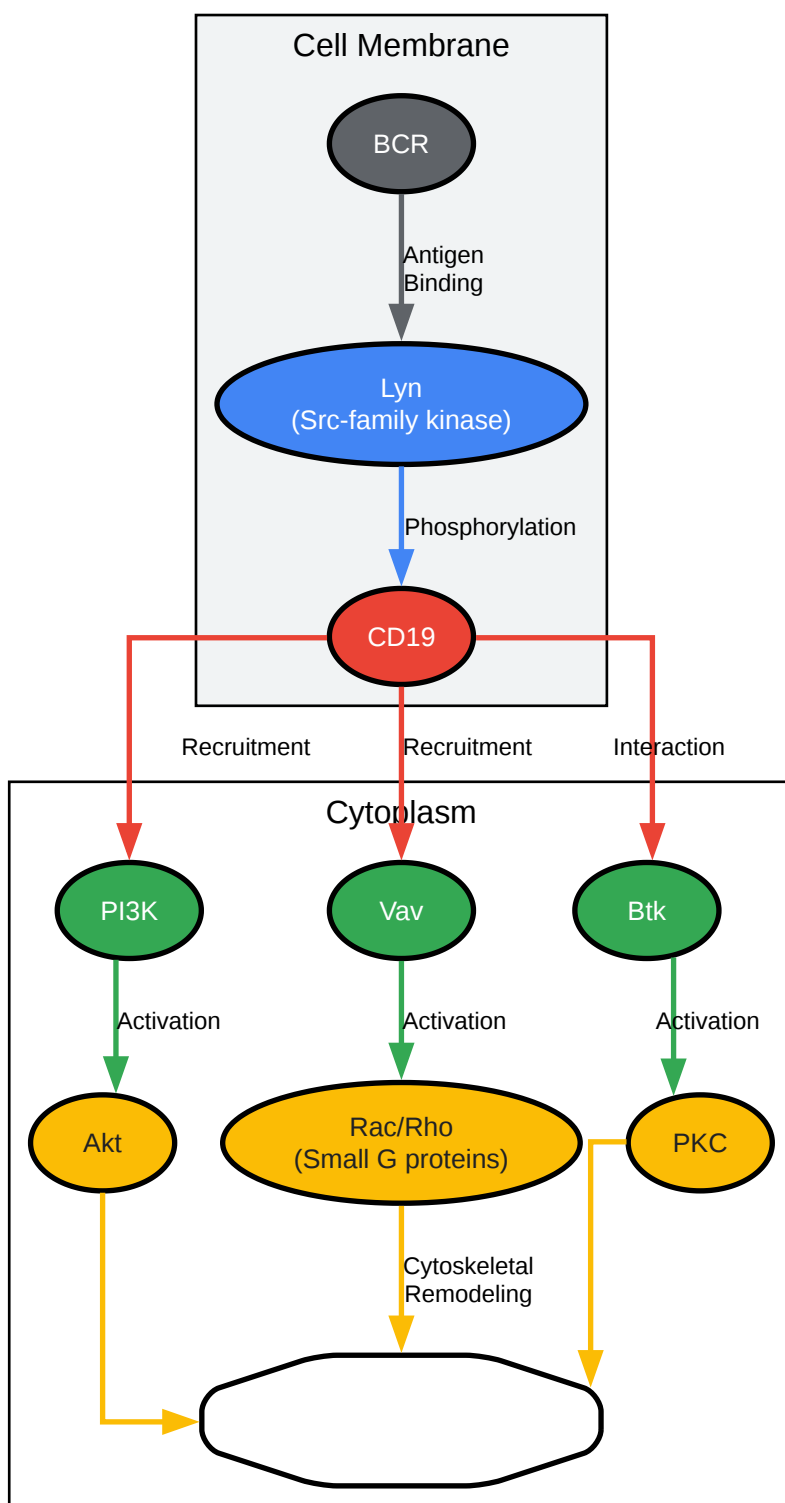 Cell Membrane
BCR
Antigen
Binding
Lyn
(Src-family kinase)
Phosphorylation
CD19
Recruitment
Recruitment
Interaction
Cytoplasm
PI3K
Vav
Btk
Activation
Activation
Activation
Akt
Rac/Rho
(Small G proteins)
PKC
Cytoskeletal
Remodeling